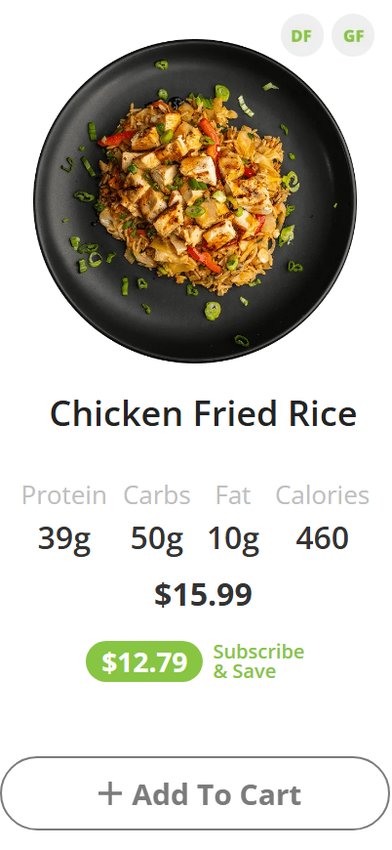 DF GF
Chicken Fried Rice
Protein Carbs Fat Calories
39g 50g 10g 460
$15.99
$12.79 Subscribe
& Save
+ Add To Cart